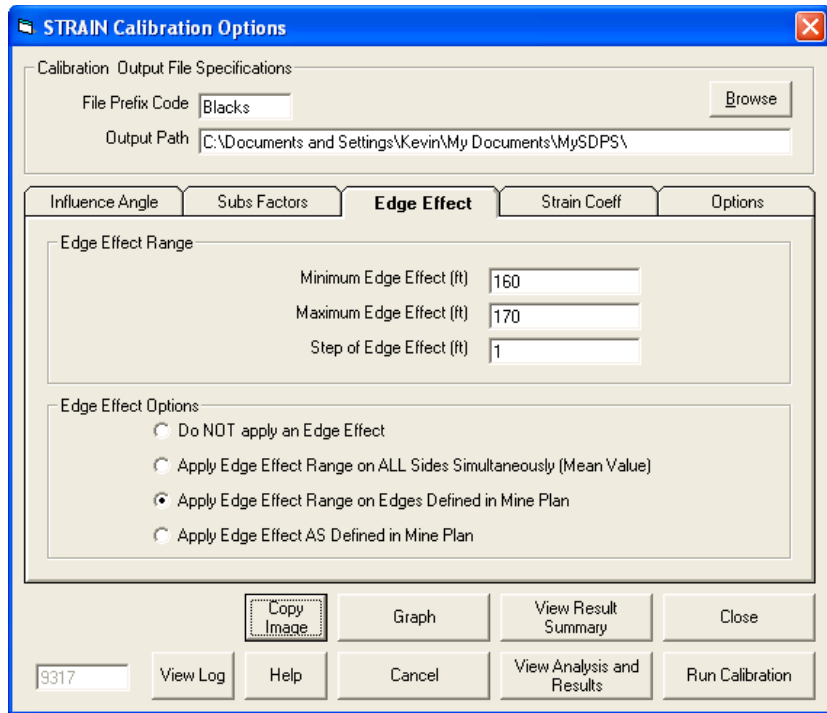 STRAIN Calibration Options
Calibration Output File Specifications
File Prefix Code Blacks Browse
Output Path C:\Documents and Settings\Kevin\My Documents\MySDPS\
Influence Angle Subs Factors Edge Effect Strain Coeff Options
Edge Effect Range
Minimum Edge Effect (ft) 160
Maximum Edge Effect (ft) 170
Step of Edge Effect (ft) 1
Edge Effect Options
Do NOT apply an Edge Effect
Apply Edge Effect Range on ALL Sides Simultaneously (Mean Value)
Apply Edge Effect Range on Edges Defined in Mine Plan
Apply Edge Effect AS Defined in Mine Plan
Copy
Image
Graph
View Result
Summary
Close
9317
View Log
Help
Cancel
View Analysis and
Results
Run Calibration